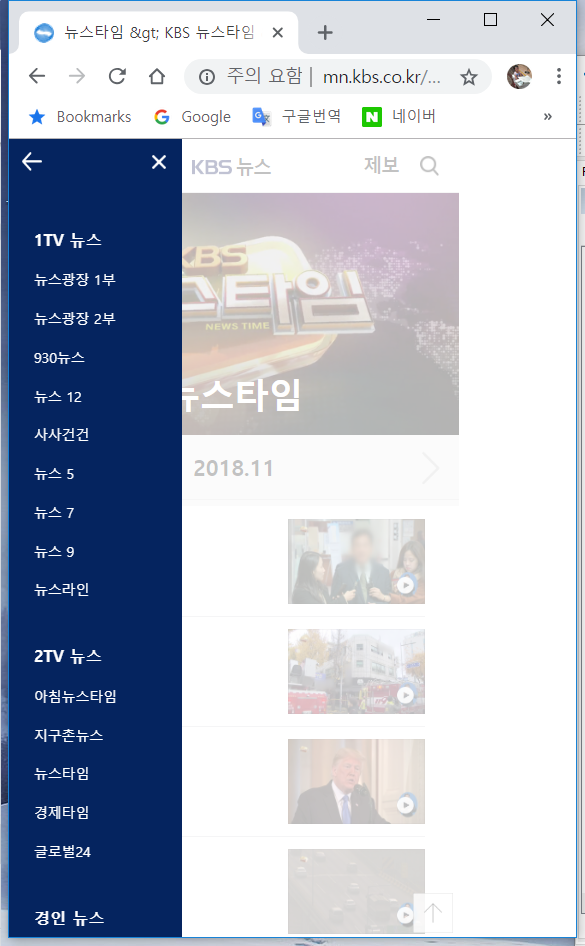 뉴스타임 &gt; KBS 뉴스타임
주의 요함 | mn.kbs.co.kr/...
Bookmarks Google 구글번역 네이버 »
KBS 뉴스 제보
1TV 뉴스
뉴스광장 1부
뉴스광장 2부
930뉴스
뉴스 12
사사건건
뉴스 5
뉴스 7
뉴스 9
뉴스라인
2TV 뉴스
아침뉴스타임
지구촌뉴스
뉴스타임
경제타임
글로벌24
경인 뉴스
KBS
스타임
NEWS TIME
뉴스타임
2018.11